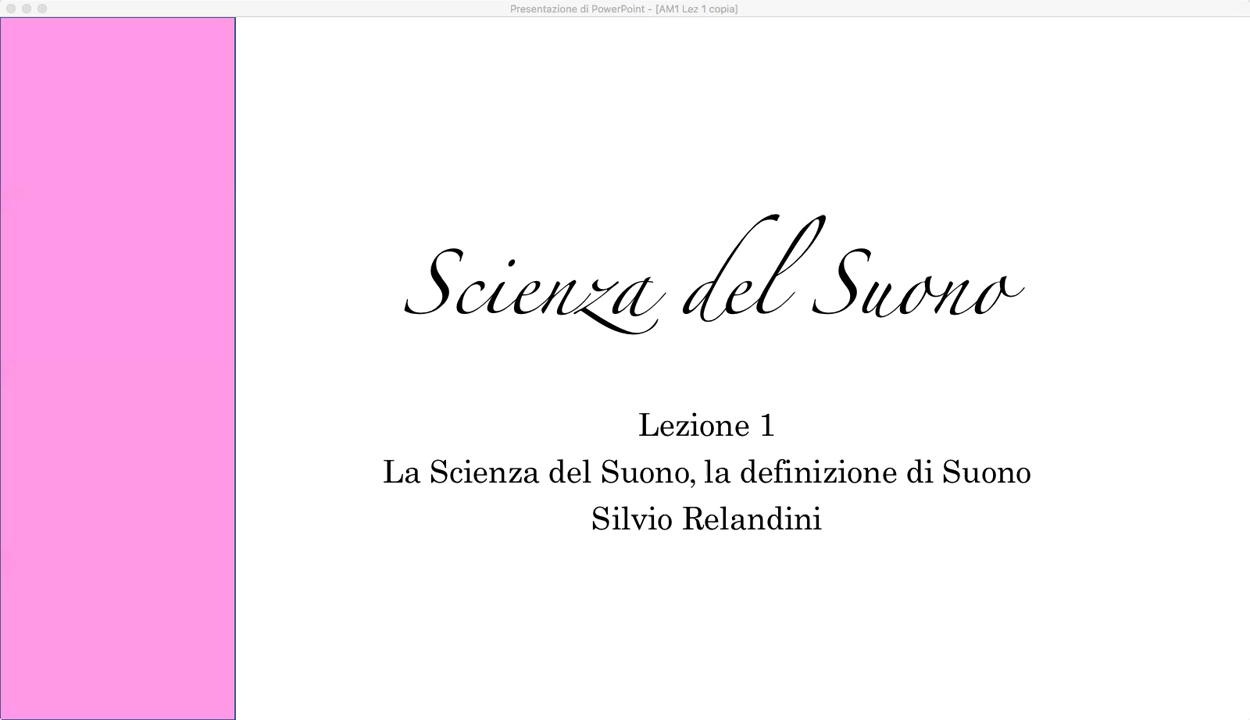 Presentazione di PowerPoint - [AM1 Lez 1 copia]
Scienza del Suono
Lezione 1
La Scienza del Suono, la definizione di Suono
Silvio Relandini